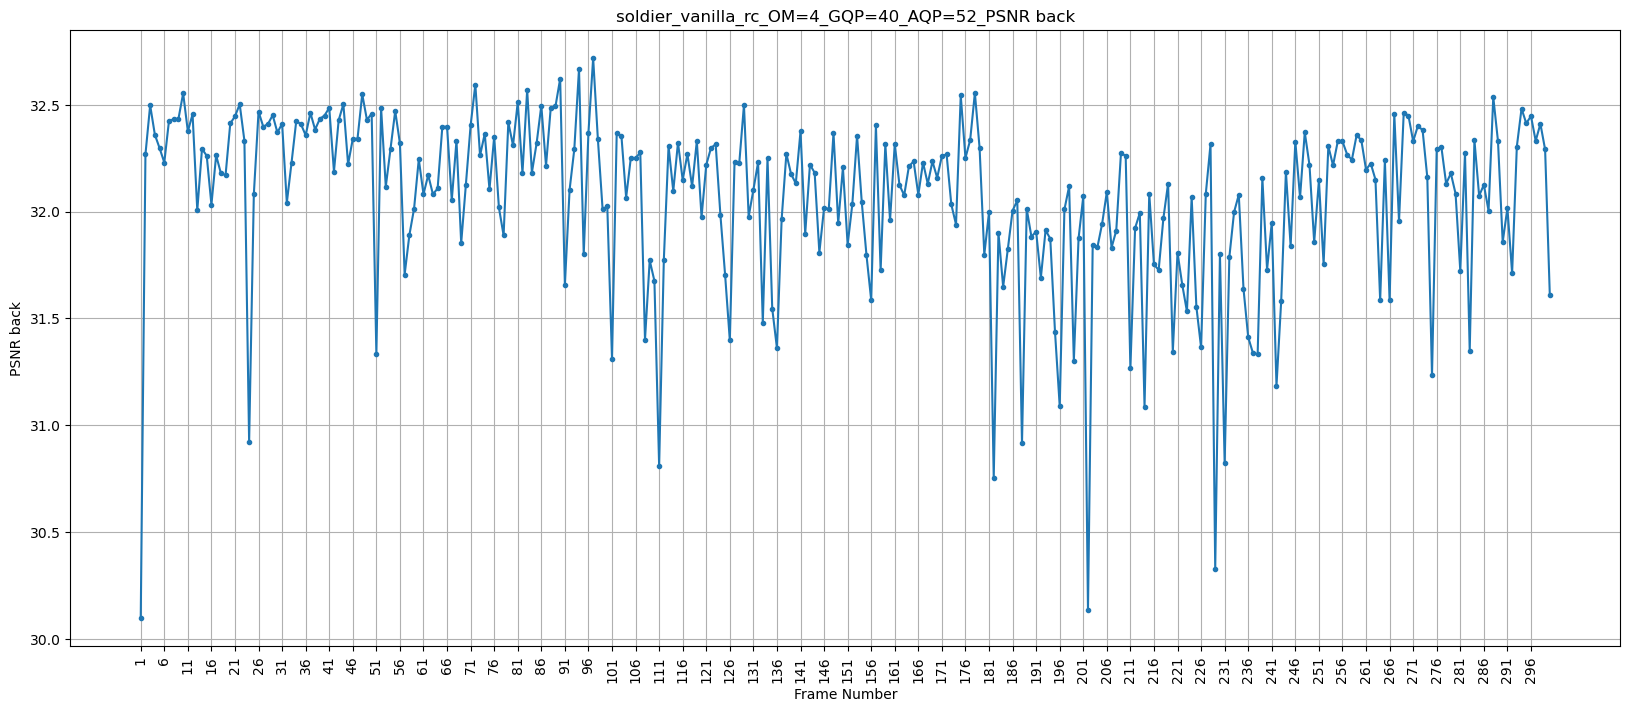 soldier_vanilla_rc_OM=4_GQP=40_AQP=52_PSNR back
PSNR back
32.5
32.0
31.5
31.0
30.5
30.0
1 6 11 16 21 26 31 36 41 46 51 56 61 66 71 76 81 86 91 96 101 106 111 116 121 126 131 136 141 146 151 156 161 166 171 176 181 186 191 196 201 206 211 216 221 226 231 236 241 246 251 256 261 266 271 276 281 286 291 296
Frame Number